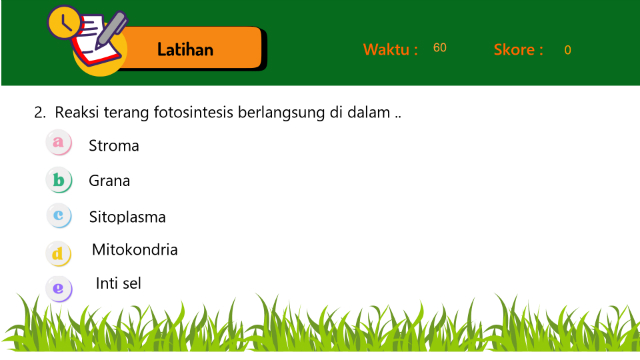 Latihan
Waktu : 60
Skore : 0
2. Reaksi terang fotosintesis berlangsung di dalam ..
a Stroma
b Grana
c Sitoplasma
d Mitokondria
e Inti sel